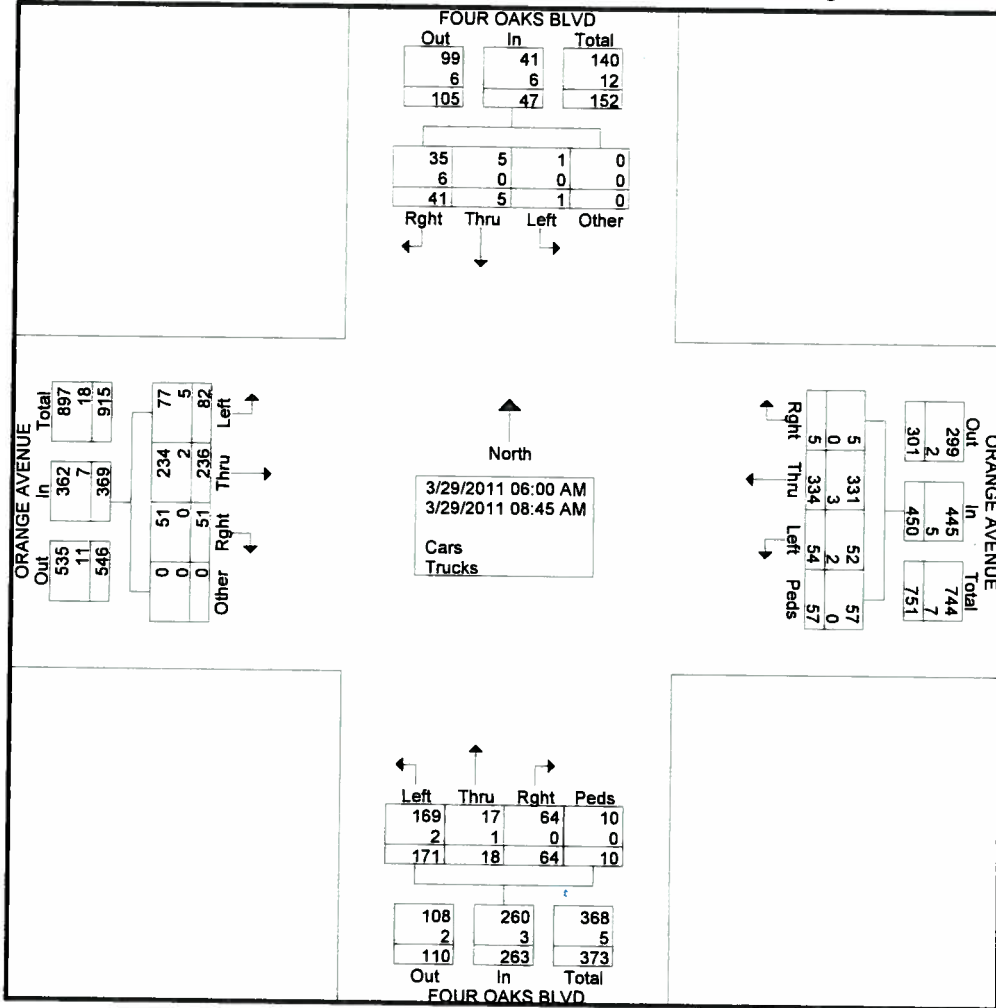 FOUR OAKS BLVD
Out In Total
99 41 140
6 6 12
105 47 152
35 5 1 0
6 0 0 0
41 5 1 0
Rght Thru Left Other
ORANGE AVENUE
Total In Out
897 362 535
18 7 11
915 369 546
77 234 51 0
5 2 0 0
82 236 51 0
Left Thru Rght Other
North
3/29/2011 06:00 AM
3/29/2011 08:45 AM
Cars
Trucks
Rght Thru Left Peds
5 331 52 57
0 3 2 0
5 334 54 57
ORANGE AVENUE
Out In Total
299 445 744
2 5 7
301 450 751
Left Thru Rght Peds
169 17 64 10
2 1 0 0
171 18 64 10
108 260 368
2 3 5
110 263 373
Out In Total
FOUR OAKS BLVD